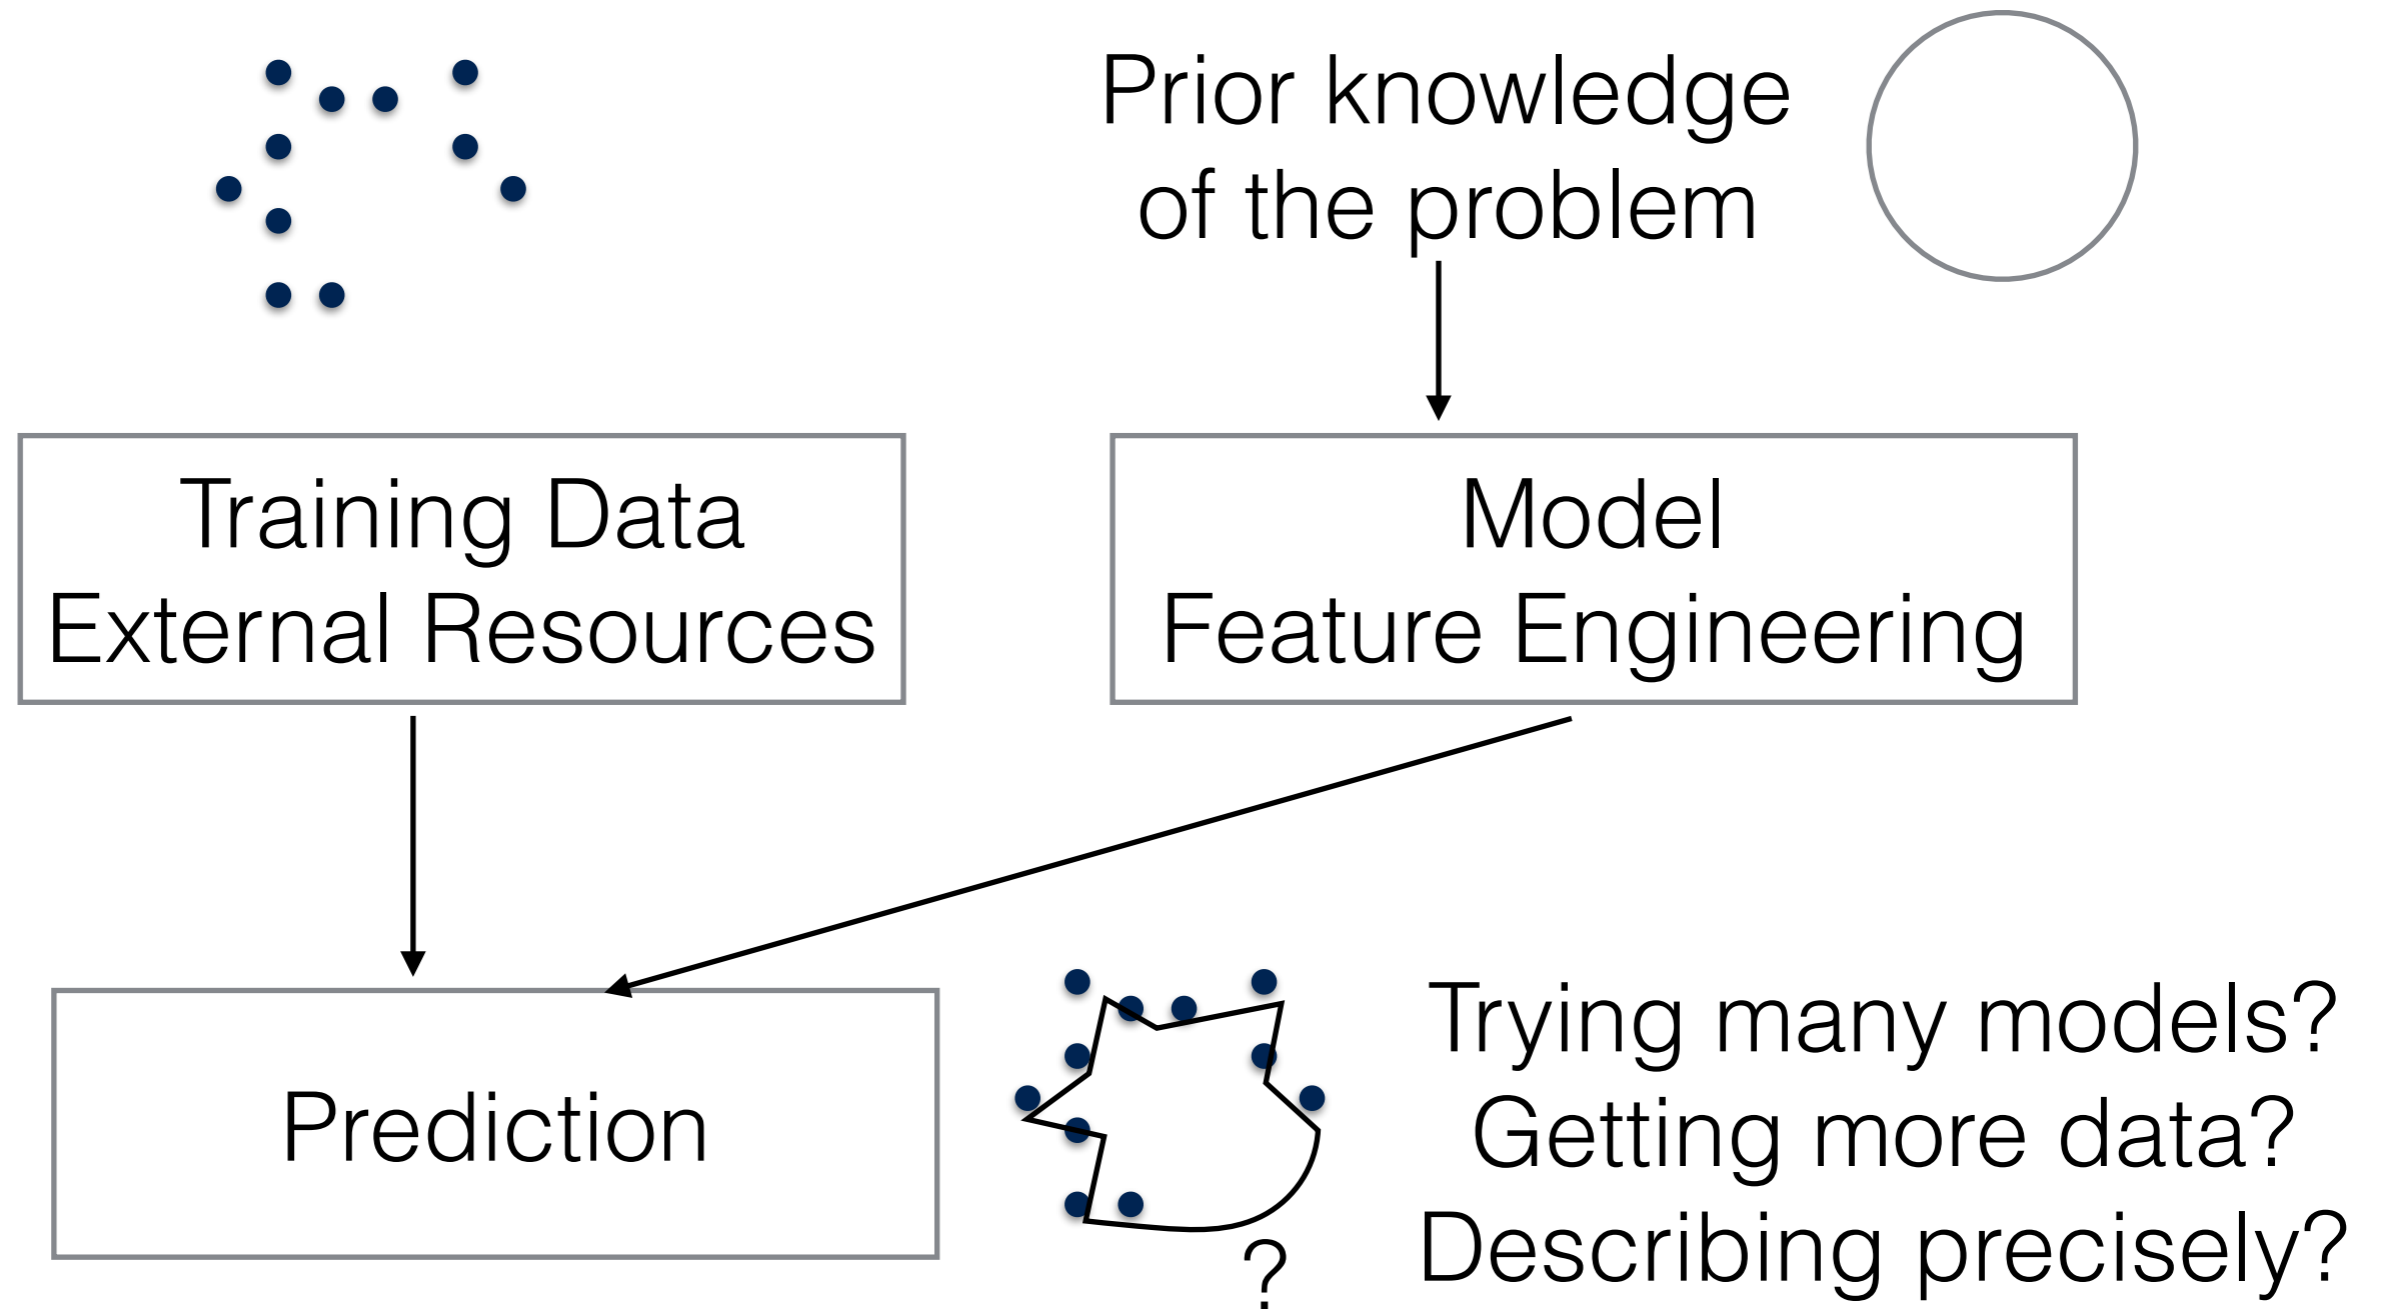 Prior knowledge
of the problem
Training Data
External Resources
Model
Feature Engineering
Prediction
?
Trying many models?
Getting more data?
Describing precisely?